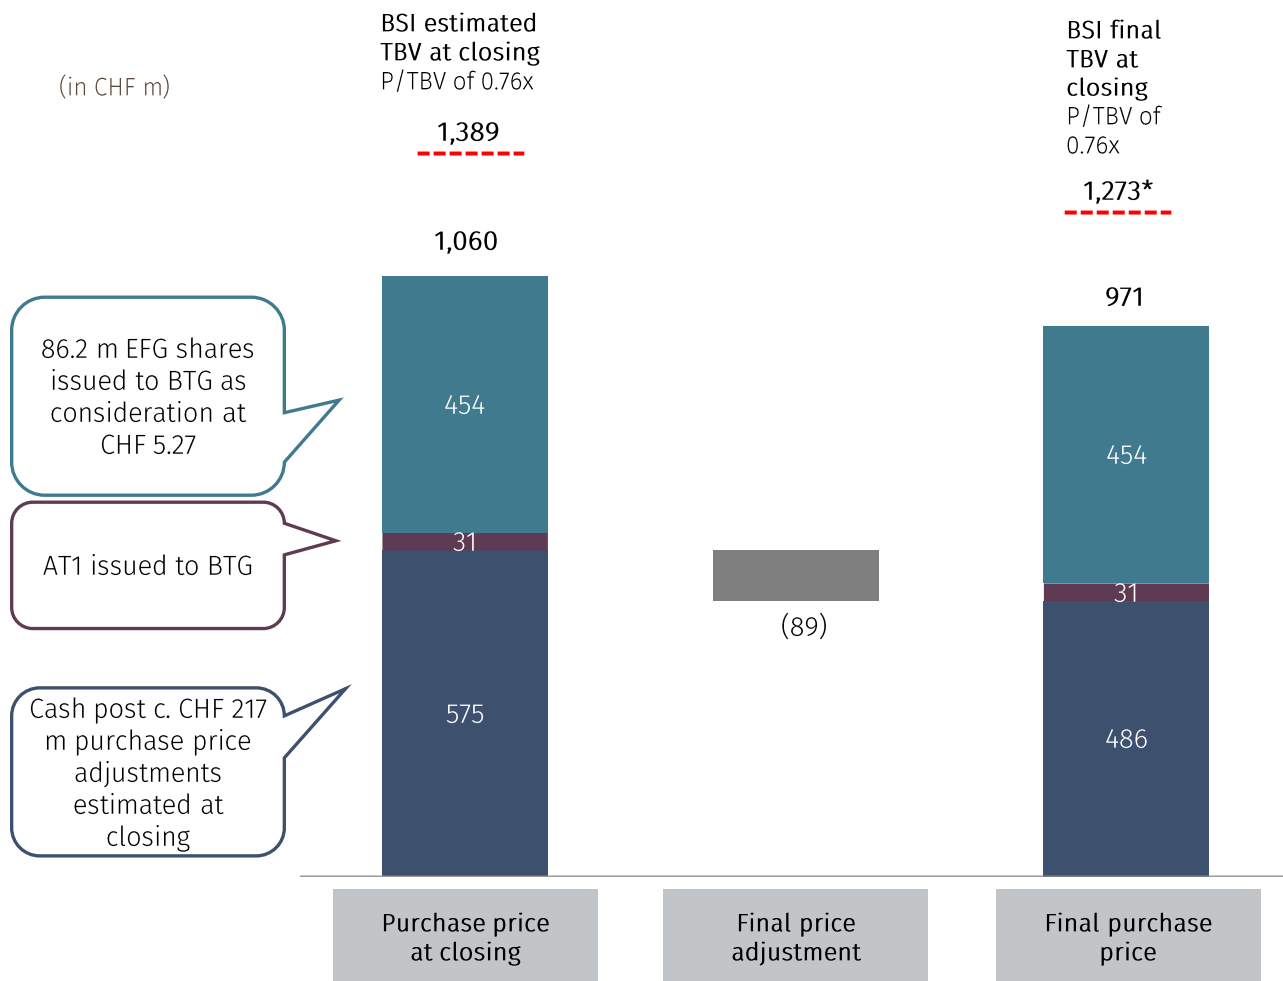 (in CHF m)
BSI estimated
TBV at closing
P/TBV of 0.76x
1,389
1,060
BSI final
TBV at
closing
P/TBV of
0.76x
1,273*
971
86.2 m EFG shares
issued to BTG as
consideration at
CHF 5.27
454
454
AT1 issued to BTG
31
31
(89)
Cash post c. CHF 217
m purchase price
adjustments
estimated at
closing
575
486
Purchase price
at closing
Final price
adjustment
Final purchase
price